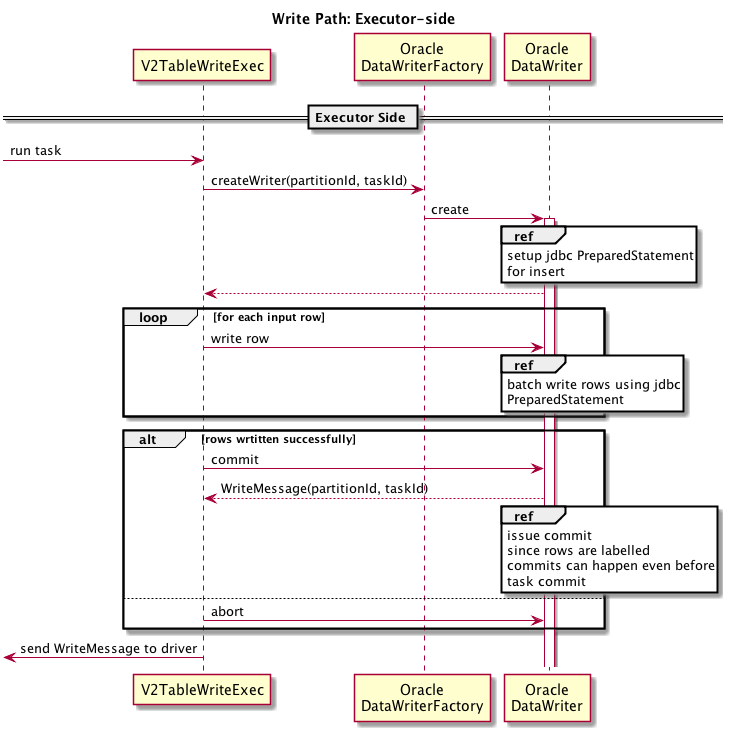 Write Path: Executor-side
V2TableWriteExec
Oracle
DataWriterFactory
Oracle
DataWriter
Executor Side
run task
createWriter(partitionId, taskId)
create
ref
setup jdbc PreparedStatement
for insert
loop
[for each input row]
write row
ref
batch write rows using jdbc
PreparedStatement
alt
[rows wrtitten successfully]
commit
WriteMessage(partitionId, taskId)
ref
issue commit
since rows are labelled
commits can happen even before
task commit
abort
send WriteMessage to driver
V2TableWriteExec
Oracle
DataWriterFactory
Oracle
DataWriter